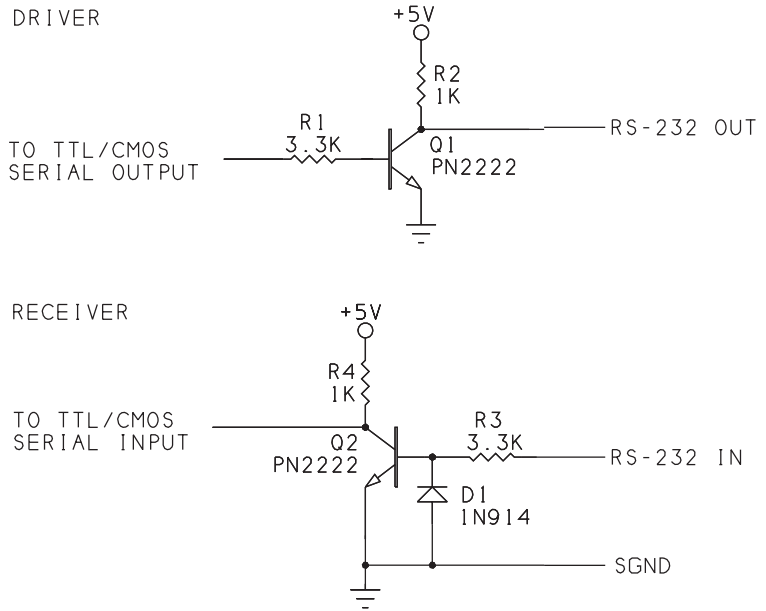 DRIVER
+5V
R2
1K
R1
3.3K
TO TTL/CMOS
SERIAL OUTPUT
Q1
PN2222
RS-232 OUT
RECEIVER
+5V
R4
1K
TO TTL/CMOS
SERIAL INPUT
Q2
PN2222
R3
3.3K
RS-232 IN
D1
1N914
SGND